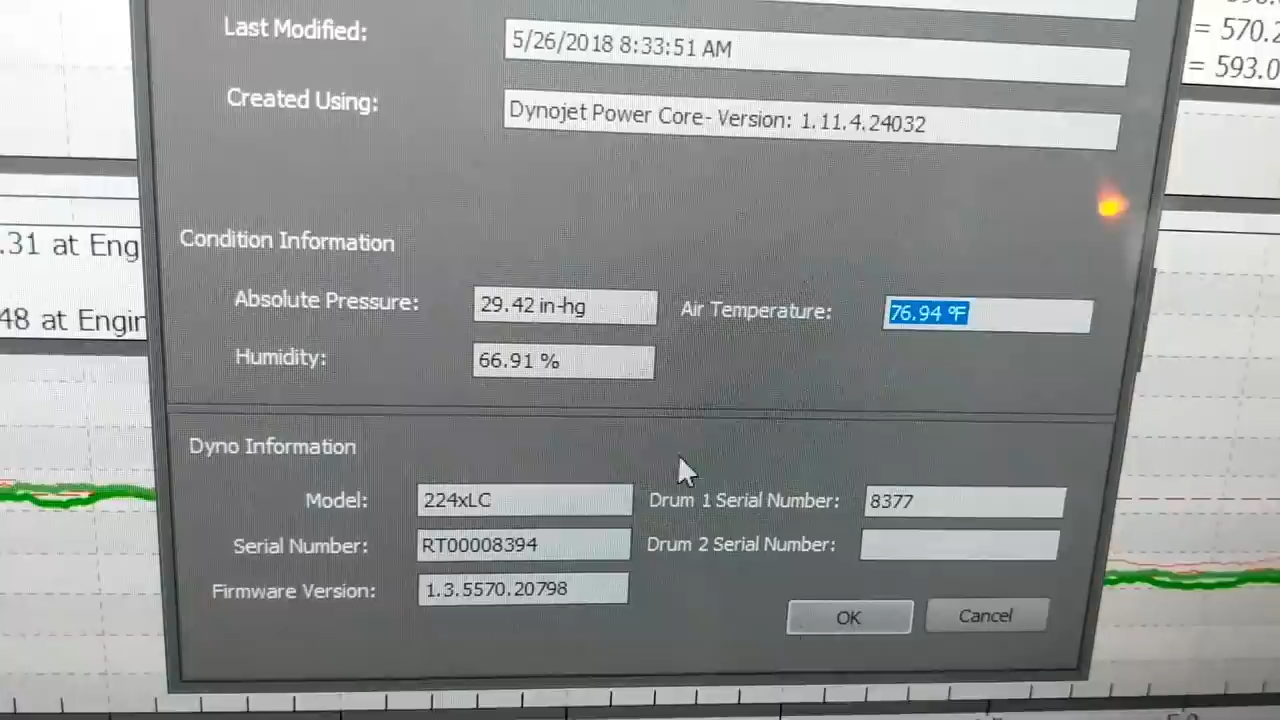 Last Modified: 5/26/2018 8:33:51 AM
= 570.2
= 593.0
Created Using: Dynojet Power Core- Version: 1.11.4.24032
Condition Information
.31 at Eng
Absolute Pressure: 29.42 in-hg Air Temperature: 76.94 °F
48 at Engin
Humidity: 66.91 %
Dyno Information
Model: 224xLC Drum 1 Serial Number: 8377
Serial Number: RT00008394 Drum 2 Serial Number:
Firmware Version: 1.3.5570.20798
OK Cancel